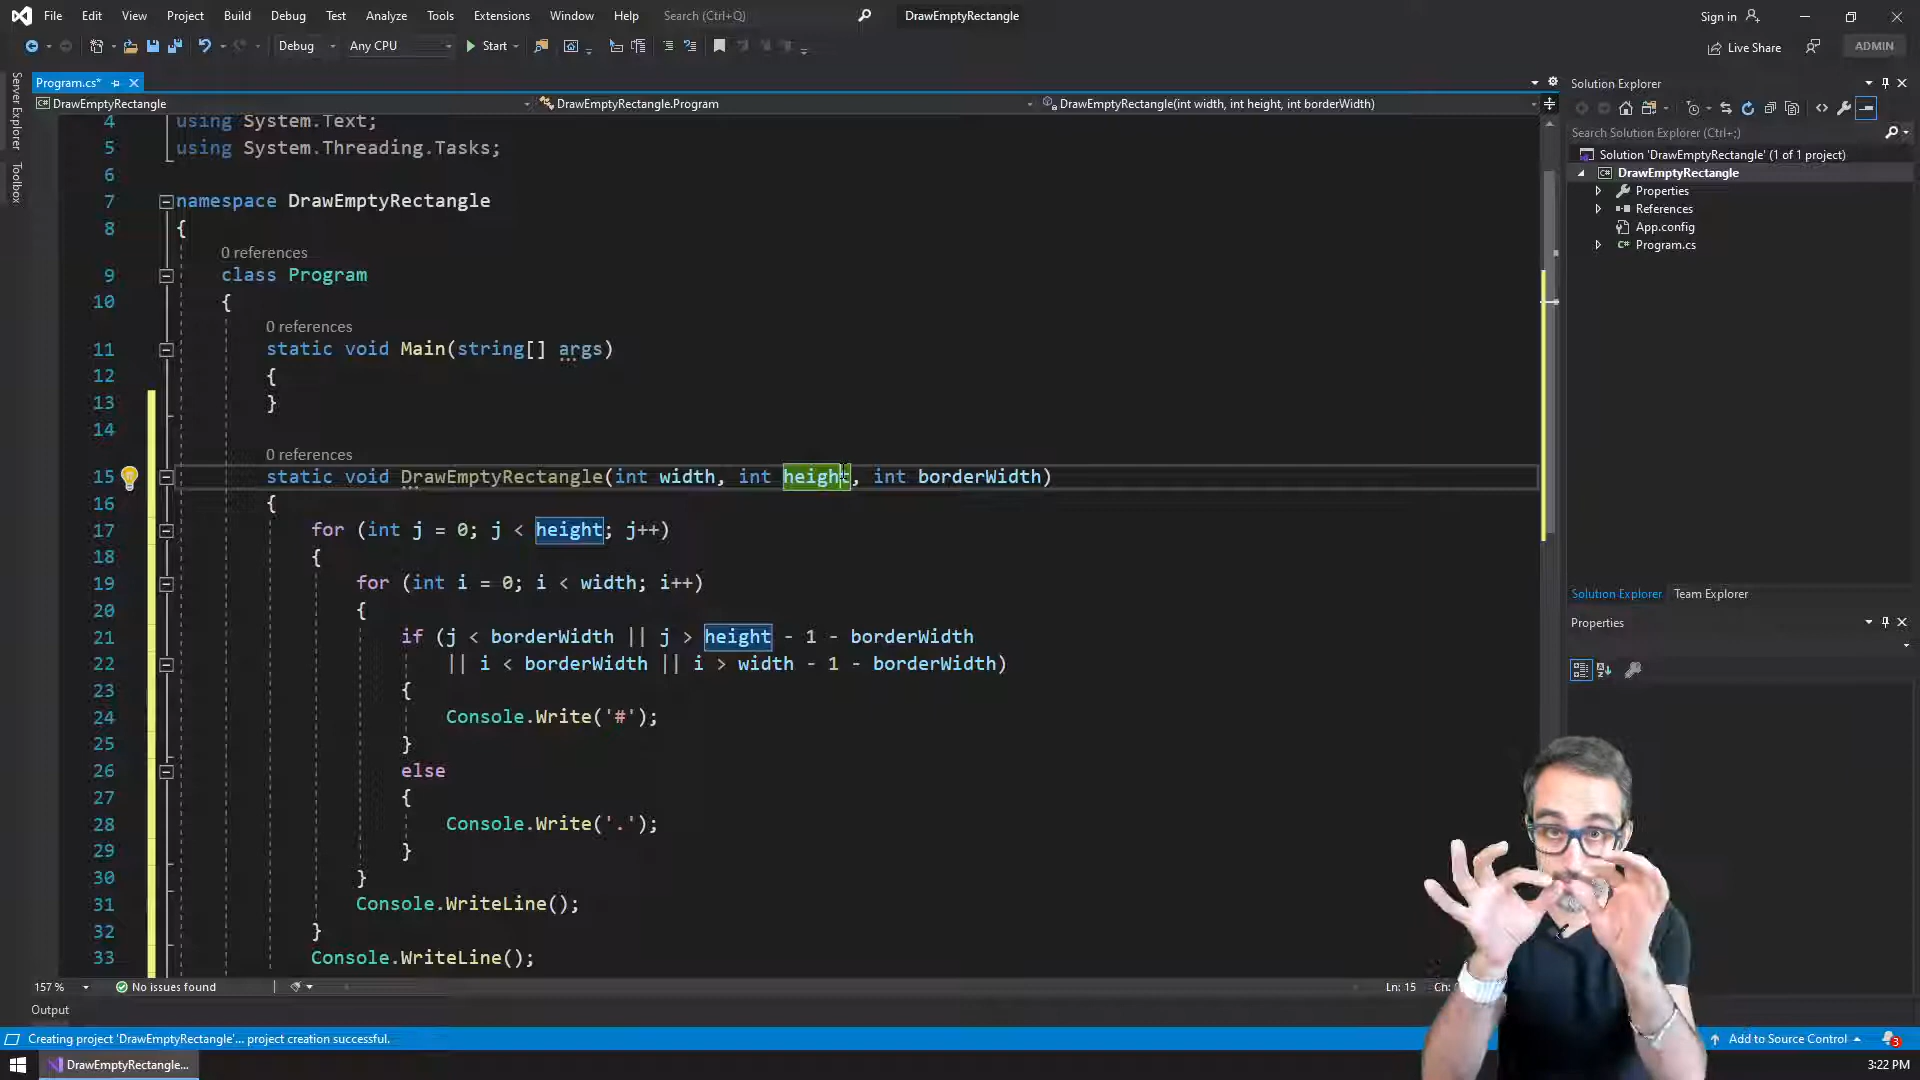 File Edit View Project Build Debug Test Analyze Tools Extensions Window Help Search (Ctrl+Q) DrawEmptyRectangle Sign in
Debug Any CPU Start Live Share ADMIN
Program.cs*
DrawEmptyRectangle DrawEmptyRectangle.Program DrawEmptyRectangle(int width, int height, int borderWidth)
Server Explorer
Toolbox
4 using System.Text;
5 using System.Threading.Tasks;
6
7 namespace DrawEmptyRectangle
8 {
0 references
9 class Program
10 {
0 references
11 static void Main(string[] args)
12 {
13 }
14
0 references
15 static void DrawEmptyRectangle(int width, int height, int borderWidth)
16 {
17 for (int j = 0; j < height; j++)
18 {
19 for (int i = 0; i < width; i++)
20 {
21 if (j < borderWidth || j > height - 1 - borderWidth
22 || i < borderWidth || i > width - 1 - borderWidth)
23 {
24 Console.Write('#');
25 }
26 else
27 {
28 Console.Write('.');
29 }
30 }
31 Console.WriteLine();
32 }
33 Console.WriteLine();
157 % No issues found Ln: 15 Ch:
Output
Solution Explorer
Search Solution Explorer (Ctrl+;)
Solution 'DrawEmptyRectangle' (1 of 1 project)
DrawEmptyRectangle
Properties
References
App.config
Program.cs
Solution Explorer Team Explorer
Properties
Creating project 'DrawEmptyRectangle'... project creation successful. Add to Source Control 3
DrawEmptyRectangle... 3:22 PM